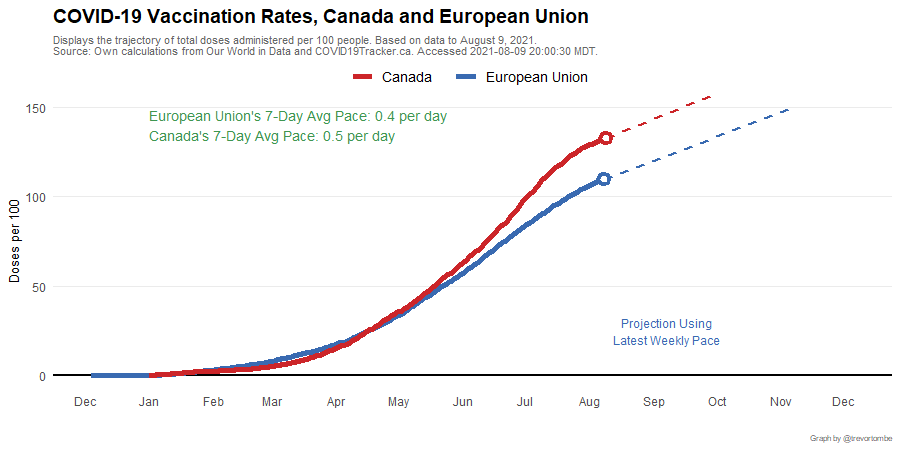 COVID-19 Vaccination Rates, Canada and European Union
Displays the trajectory of total doses administered per 100 people. Based on data to August 9, 2021.
Source: Own calculations from Our World in Data and COVID19Tracker.ca. Accessed 2021-08-09 20:00:30 MDT.
Canada European Union
European Union's 7-Day Avg Pace: 0.4 per day
Canada's 7-Day Avg Pace: 0.5 per day
150
100
50
0
Doses per 100
Projection Using
Latest Weekly Pace
Dec Jan Feb Mar Apr May Jun Jul Aug Sep Oct Nov Dec
Graph by @trevortombe